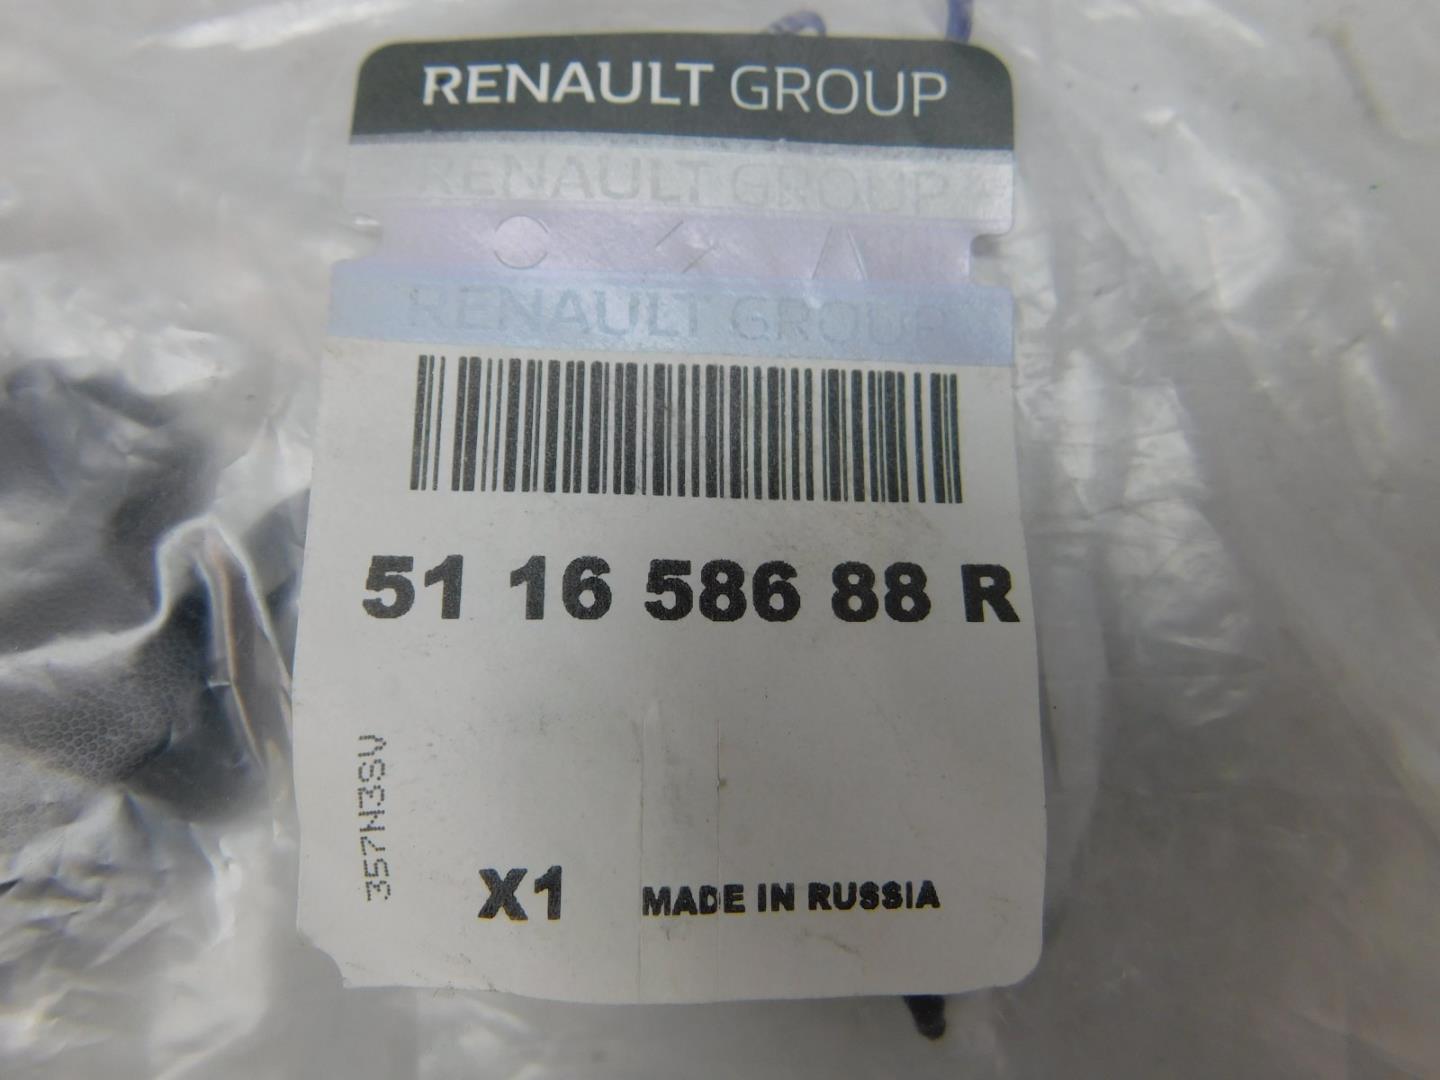 RENAULT GROUP
RENAULT GROUP
RENAULT GROUP
51 16 586 88 R
357N3SV
X1 MADE IN RUSSIA